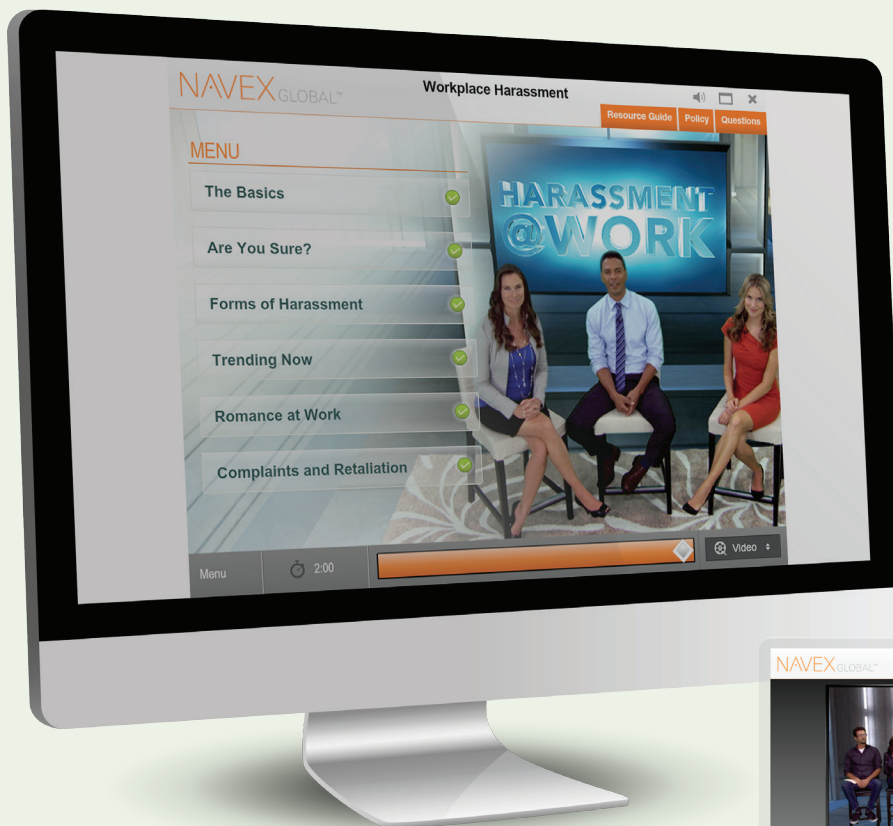 NAVEX GLOBAL™
Workplace Harassment
Resource Guide Policy Questions
MENU
The Basics
Are You Sure?
Forms of Harassment
Trending Now
Romance at Work
Complaints and Retaliation
HARASSMENT
@WORK
Menu 2:00 Video
NAVEX GLOBAL™